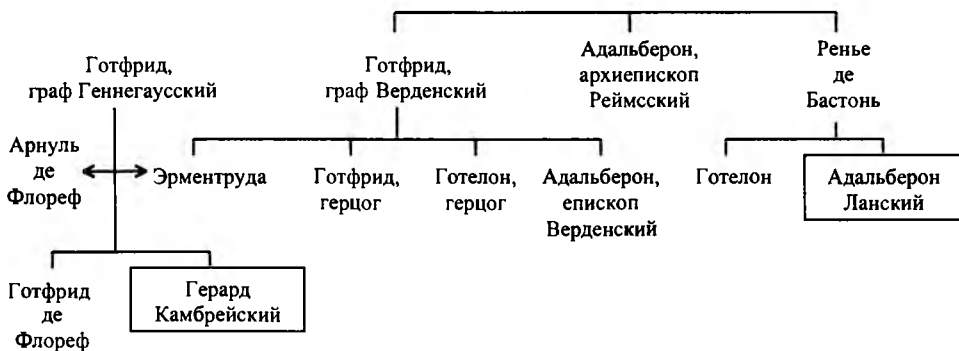 Готфрид,
граф Геннегаусский
Готфрид,
граф Верденский
Адальберон,
архиепископ
Реймсский
Ренье
де
Бастонь
Арнуль
де
Флореф
Эрментруда
Готфрид,
герцог
Готелон,
герцог
Адальберон,
епископ
Верденский
Готелон
Адальберон
Ланский
Готфрид
де
Флореф
Герард
Камбрейский